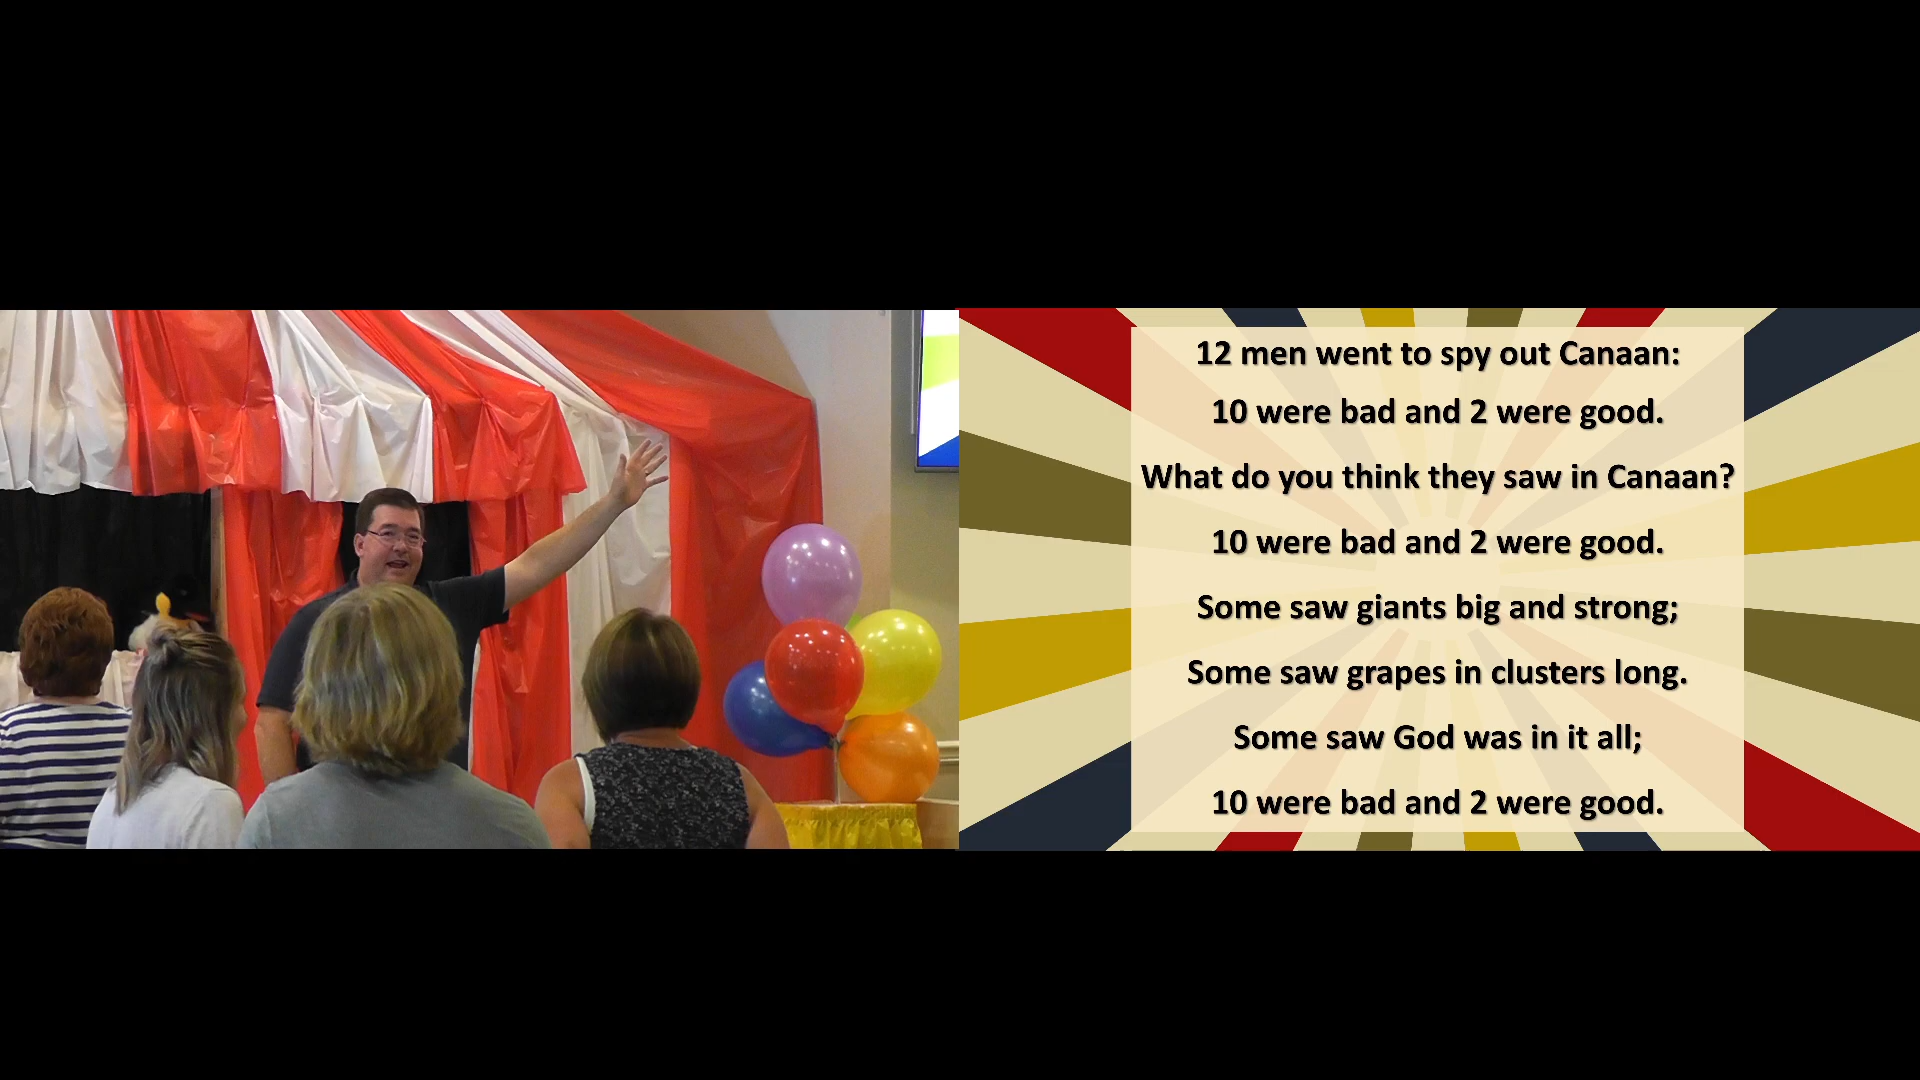 12 men went to spy out Canaan:
10 were bad and 2 were good.
What do you think they saw in Canaan?
10 were bad and 2 were good.
Some saw giants big and strong;
Some saw grapes in clusters long.
Some saw God was in it all;
10 were bad and 2 were good.